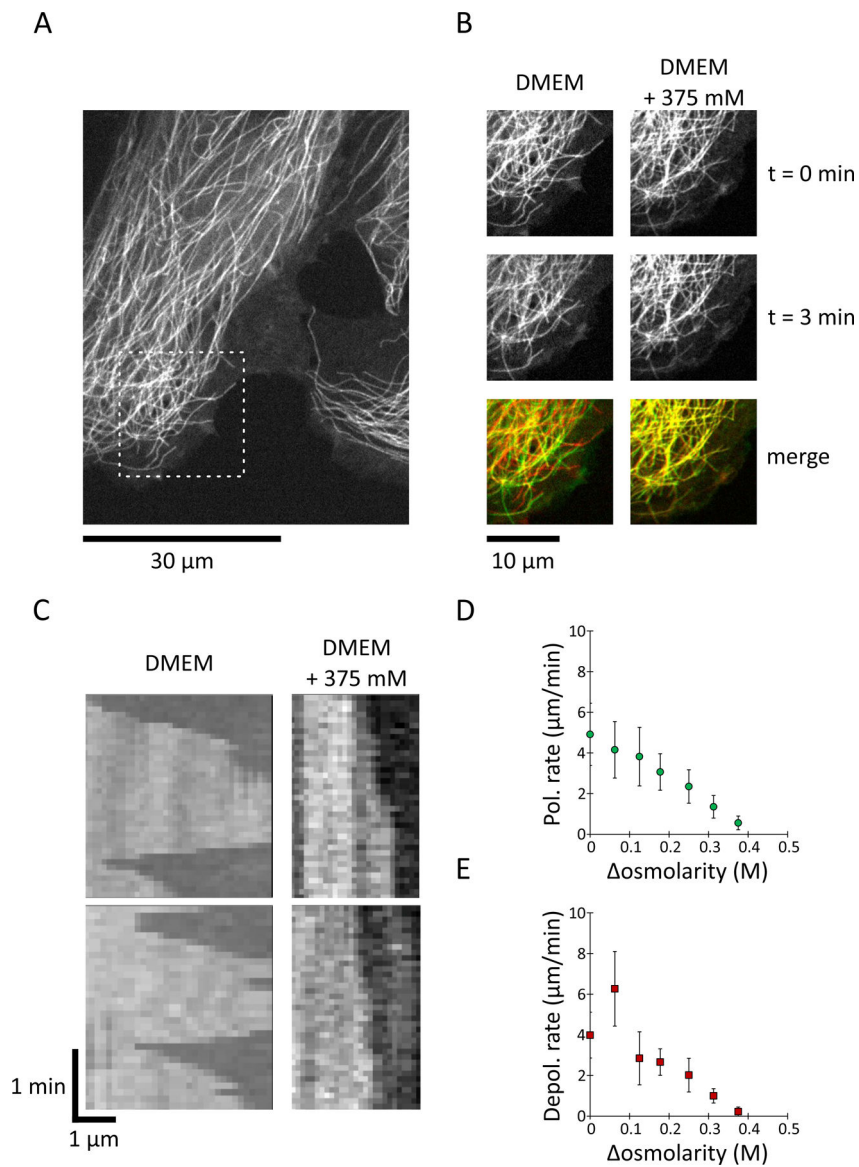 A
30 μm
B
DMEM
DMEM
+ 375 mM
t = 0 min
t = 3 min
merge
10 μm
C
DMEM
DMEM
+ 375 mM
1 min
1 μm
D
Pol. rate (μm/min)
10
8
6
4
2
0
0
0.1
0.2
0.3
0.4
0.5
Δosmolarity (M)
E
Depol. rate (μm/min)
10
8
6
4
2
0
0
0.1
0.2
0.3
0.4
0.5
Δosmolarity (M)